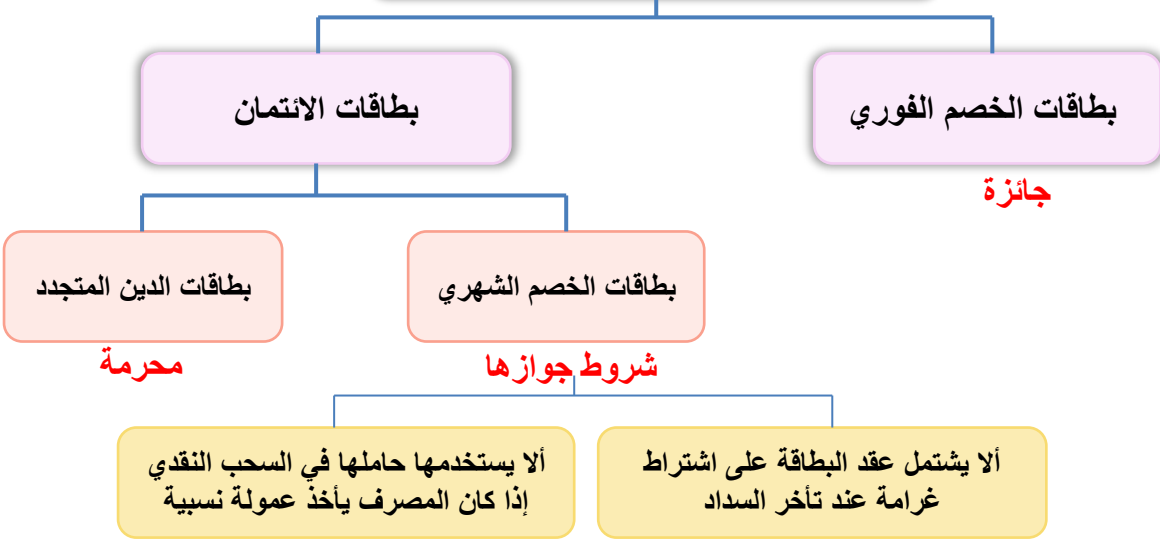 بطاقات الخصم الفوري
جائزة
بطاقات الائتمان
بطاقات الخصم الشهري
شروط جوازها
بطاقات الدين المتجدد
محرمة
ألا يشتمل عقد البطاقة على اشتراط
غرامة عند تأخر السداد
ألا يستخدمها حاملها في السحب النقدي
إذا كان المصرف يأخذ عمولة نسبية